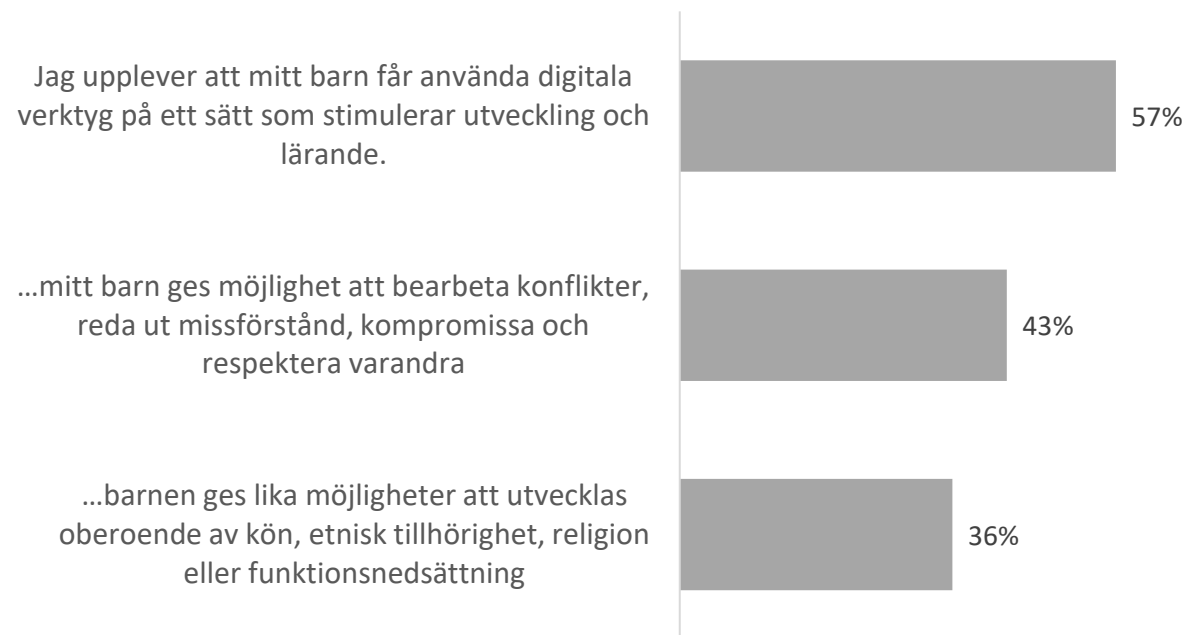 Jag upplever att mitt barn får använda digitala
verktyg på ett sätt som stimulerar utveckling och
lärande.
57%
…mitt barn ges möjlighet att bearbeta konflikter,
reda ut missförstånd, kompromissa och
respektera varandra
43%
…barnen ges lika möjligheter att utvecklas
oberoende av kön, etnisk tillhörighet, religion
eller funktionsnedsättning
36%